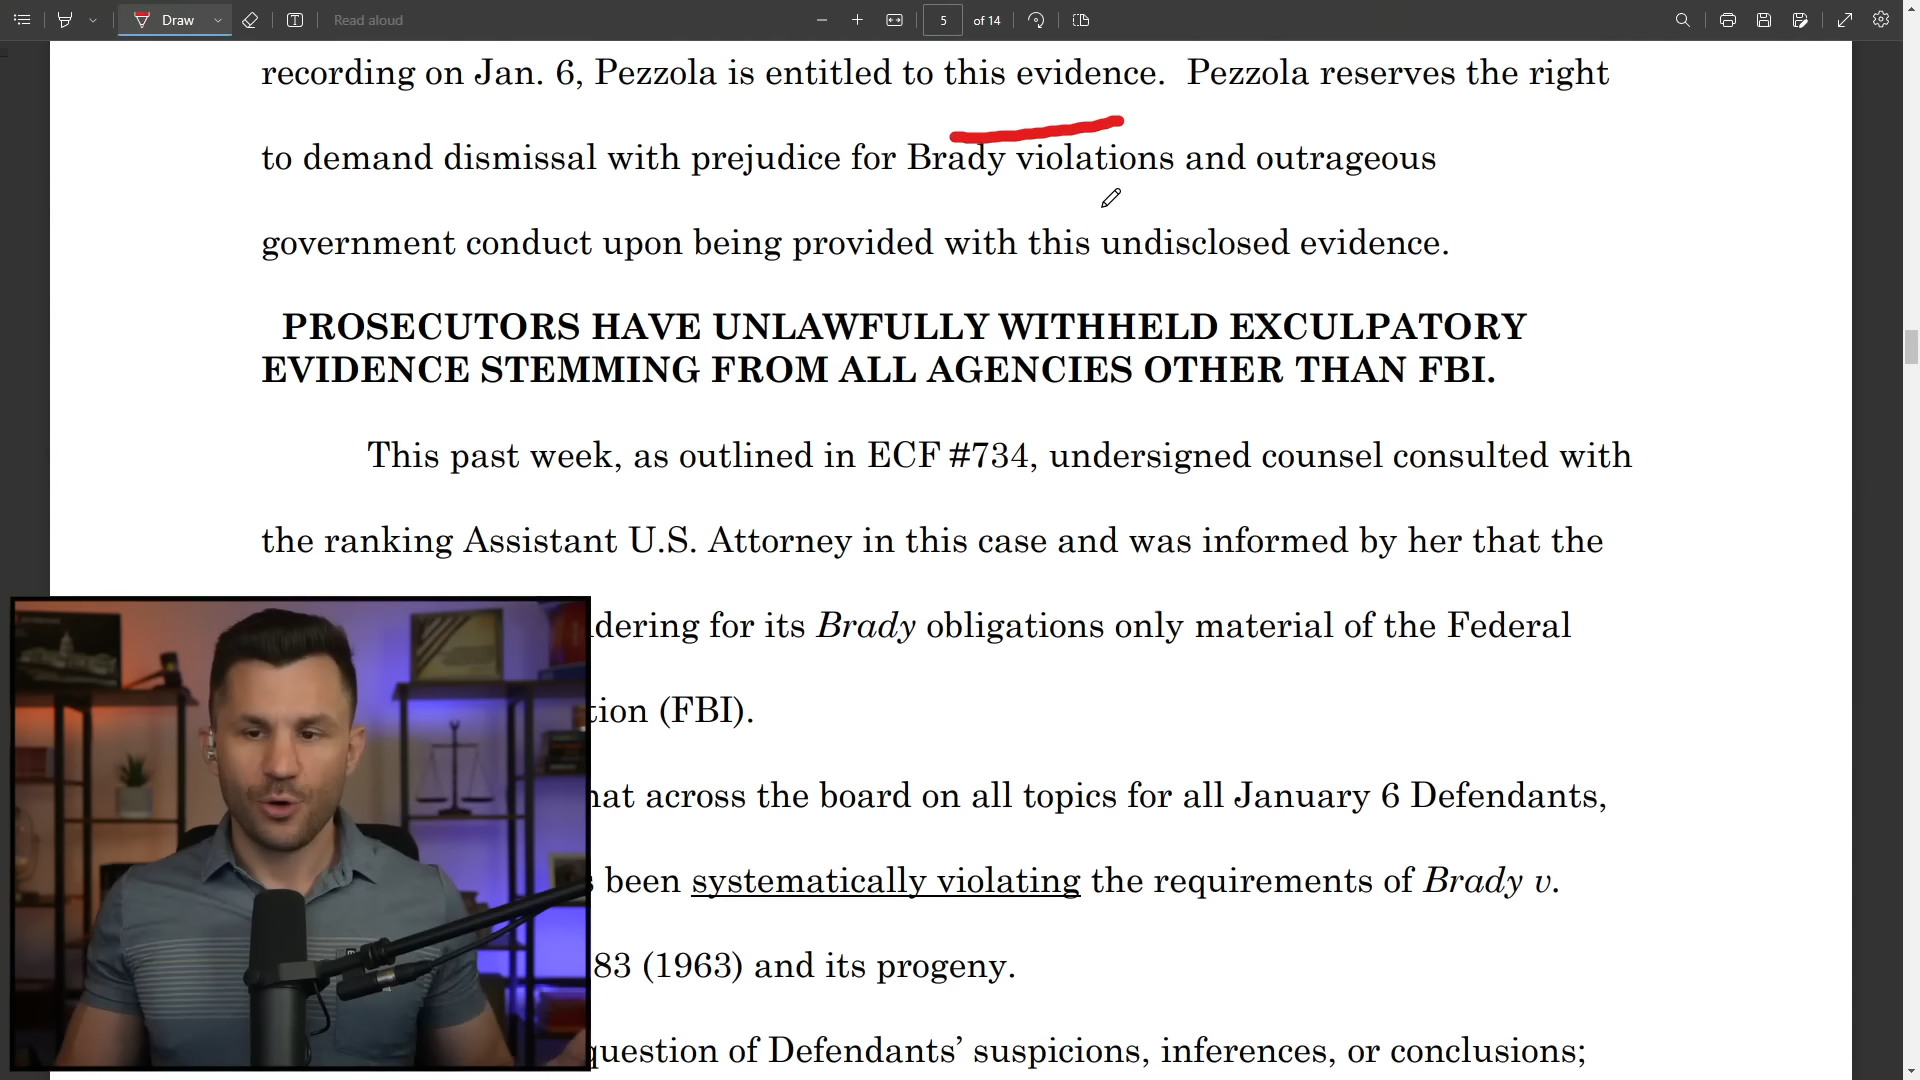 Draw
Read aloud
5 of 14
recording on Jan. 6, Pezzola is entitled to this evidence. Pezzola reserves the right
to demand dismissal with prejudice for Brady violations and outrageous
government conduct upon being provided with this undisclosed evidence.
PROSECUTORS HAVE UNLAWFULLY WITHHELD EXCULPATORY
EVIDENCE STEMMING FROM ALL AGENCIES OTHER THAN FBI.
This past week, as outlined in ECF #734, undersigned counsel consulted with
the ranking Assistant U.S. Attorney in this case and was informed by her that the
for its Brady obligations only material of the Federal
(FBI).
across the board on all topics for all January 6 Defendants,
been systematically violating the requirements of Brady v.
83 (1963) and its progeny.
question of Defendants’ suspicions, inferences, or conclusions;